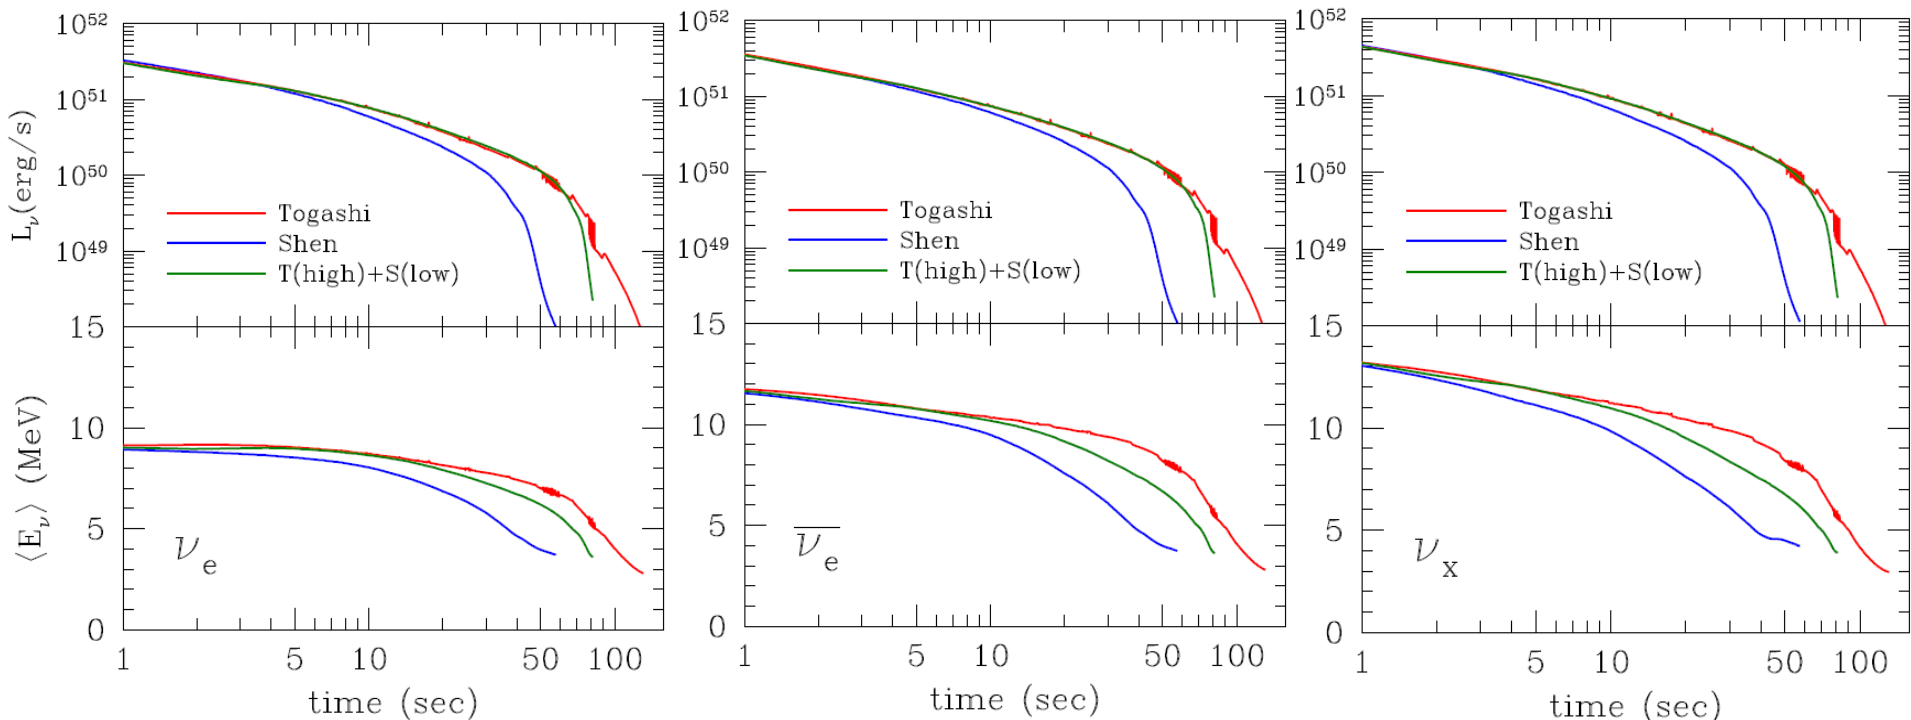 10^52
10^51
10^50
10^49
L_ν(erg/s)
Togashi
Shen
T(high)+S(low)
15
10
5
0
⟨E_ν⟩ (MeV)
ν_e
1 5 10 50 100
time (sec)
10^52
10^51
10^50
10^49
Togashi
Shen
T(high)+S(low)
15
10
5
0
ν̅_e
1 5 10 50 100
time (sec)
10^52
10^51
10^50
10^49
Togashi
Shen
T(high)+S(low)
15
10
5
0
ν_x
1 5 10 50 100
time (sec)